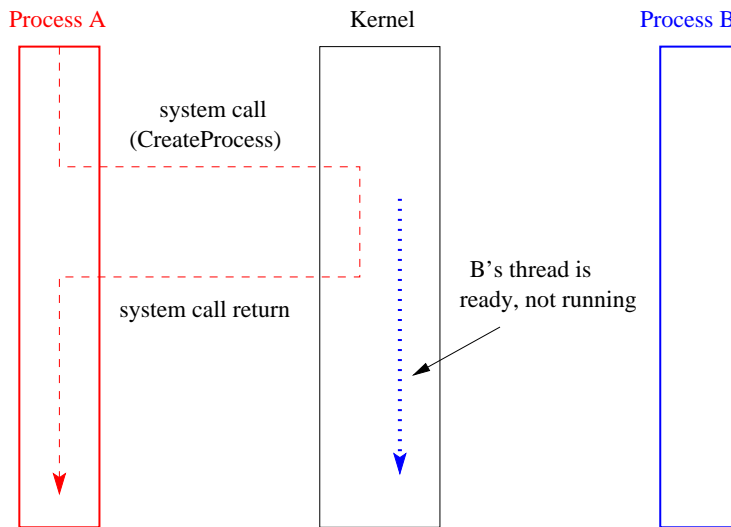 Process A
Kernel
Process B
system call
(CreateProcess)
B's thread is
ready, not running
system call return